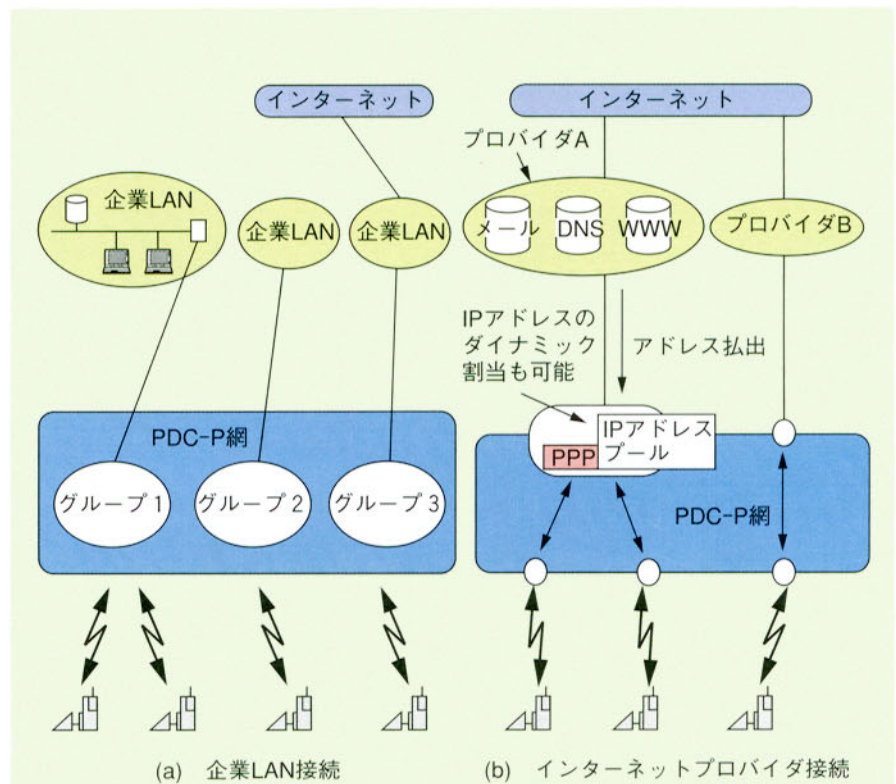 インターネット
企業LAN
企業LAN
企業LAN
PDC-P網
グループ1
グループ2
グループ3
(a) 企業LAN接続
インターネット
プロバイダA
メール
DNS
WWW
プロバイダB
IPアドレスの
ダイナミック
割当も可能
アドレス払出
IPアドレス
プール
PPP
PDC-P網
(b) インターネットプロバイダ接続